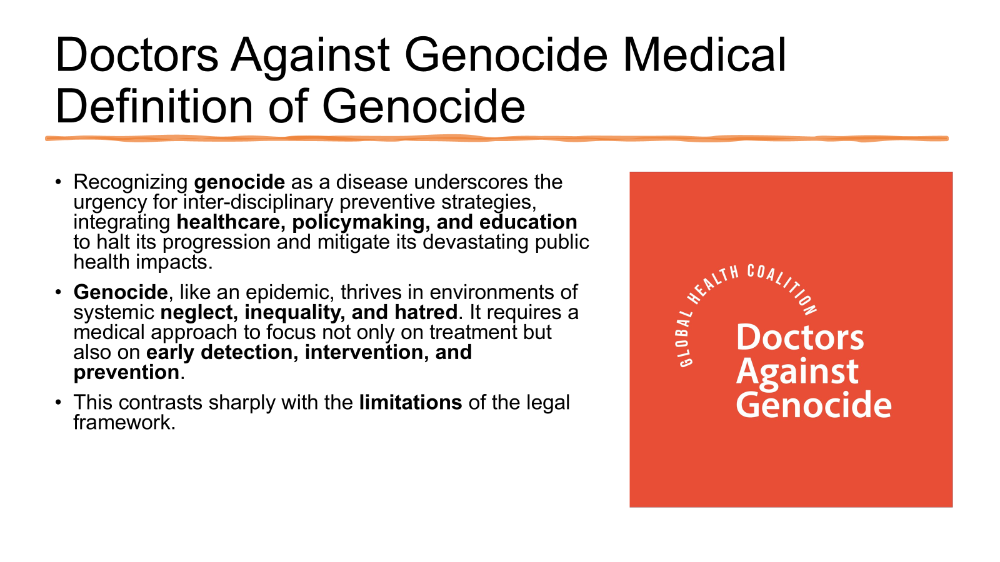 Doctors Against Genocide Medical
Definition of Genocide
• Recognizing genocide as a disease underscores the
urgency for inter-disciplinary preventive strategies,
integrating healthcare, policymaking, and education
to halt its progression and mitigate its devastating public
health impacts.
• Genocide, like an epidemic, thrives in environments of
systemic neglect, inequality, and hatred. It requires a
medical approach to focus not only on treatment but
also on early detection, intervention, and
prevention.
• This contrasts sharply with the limitations of the legal
framework.
GLOBAL HEALTH COALITION
Doctors
Against
Genocide